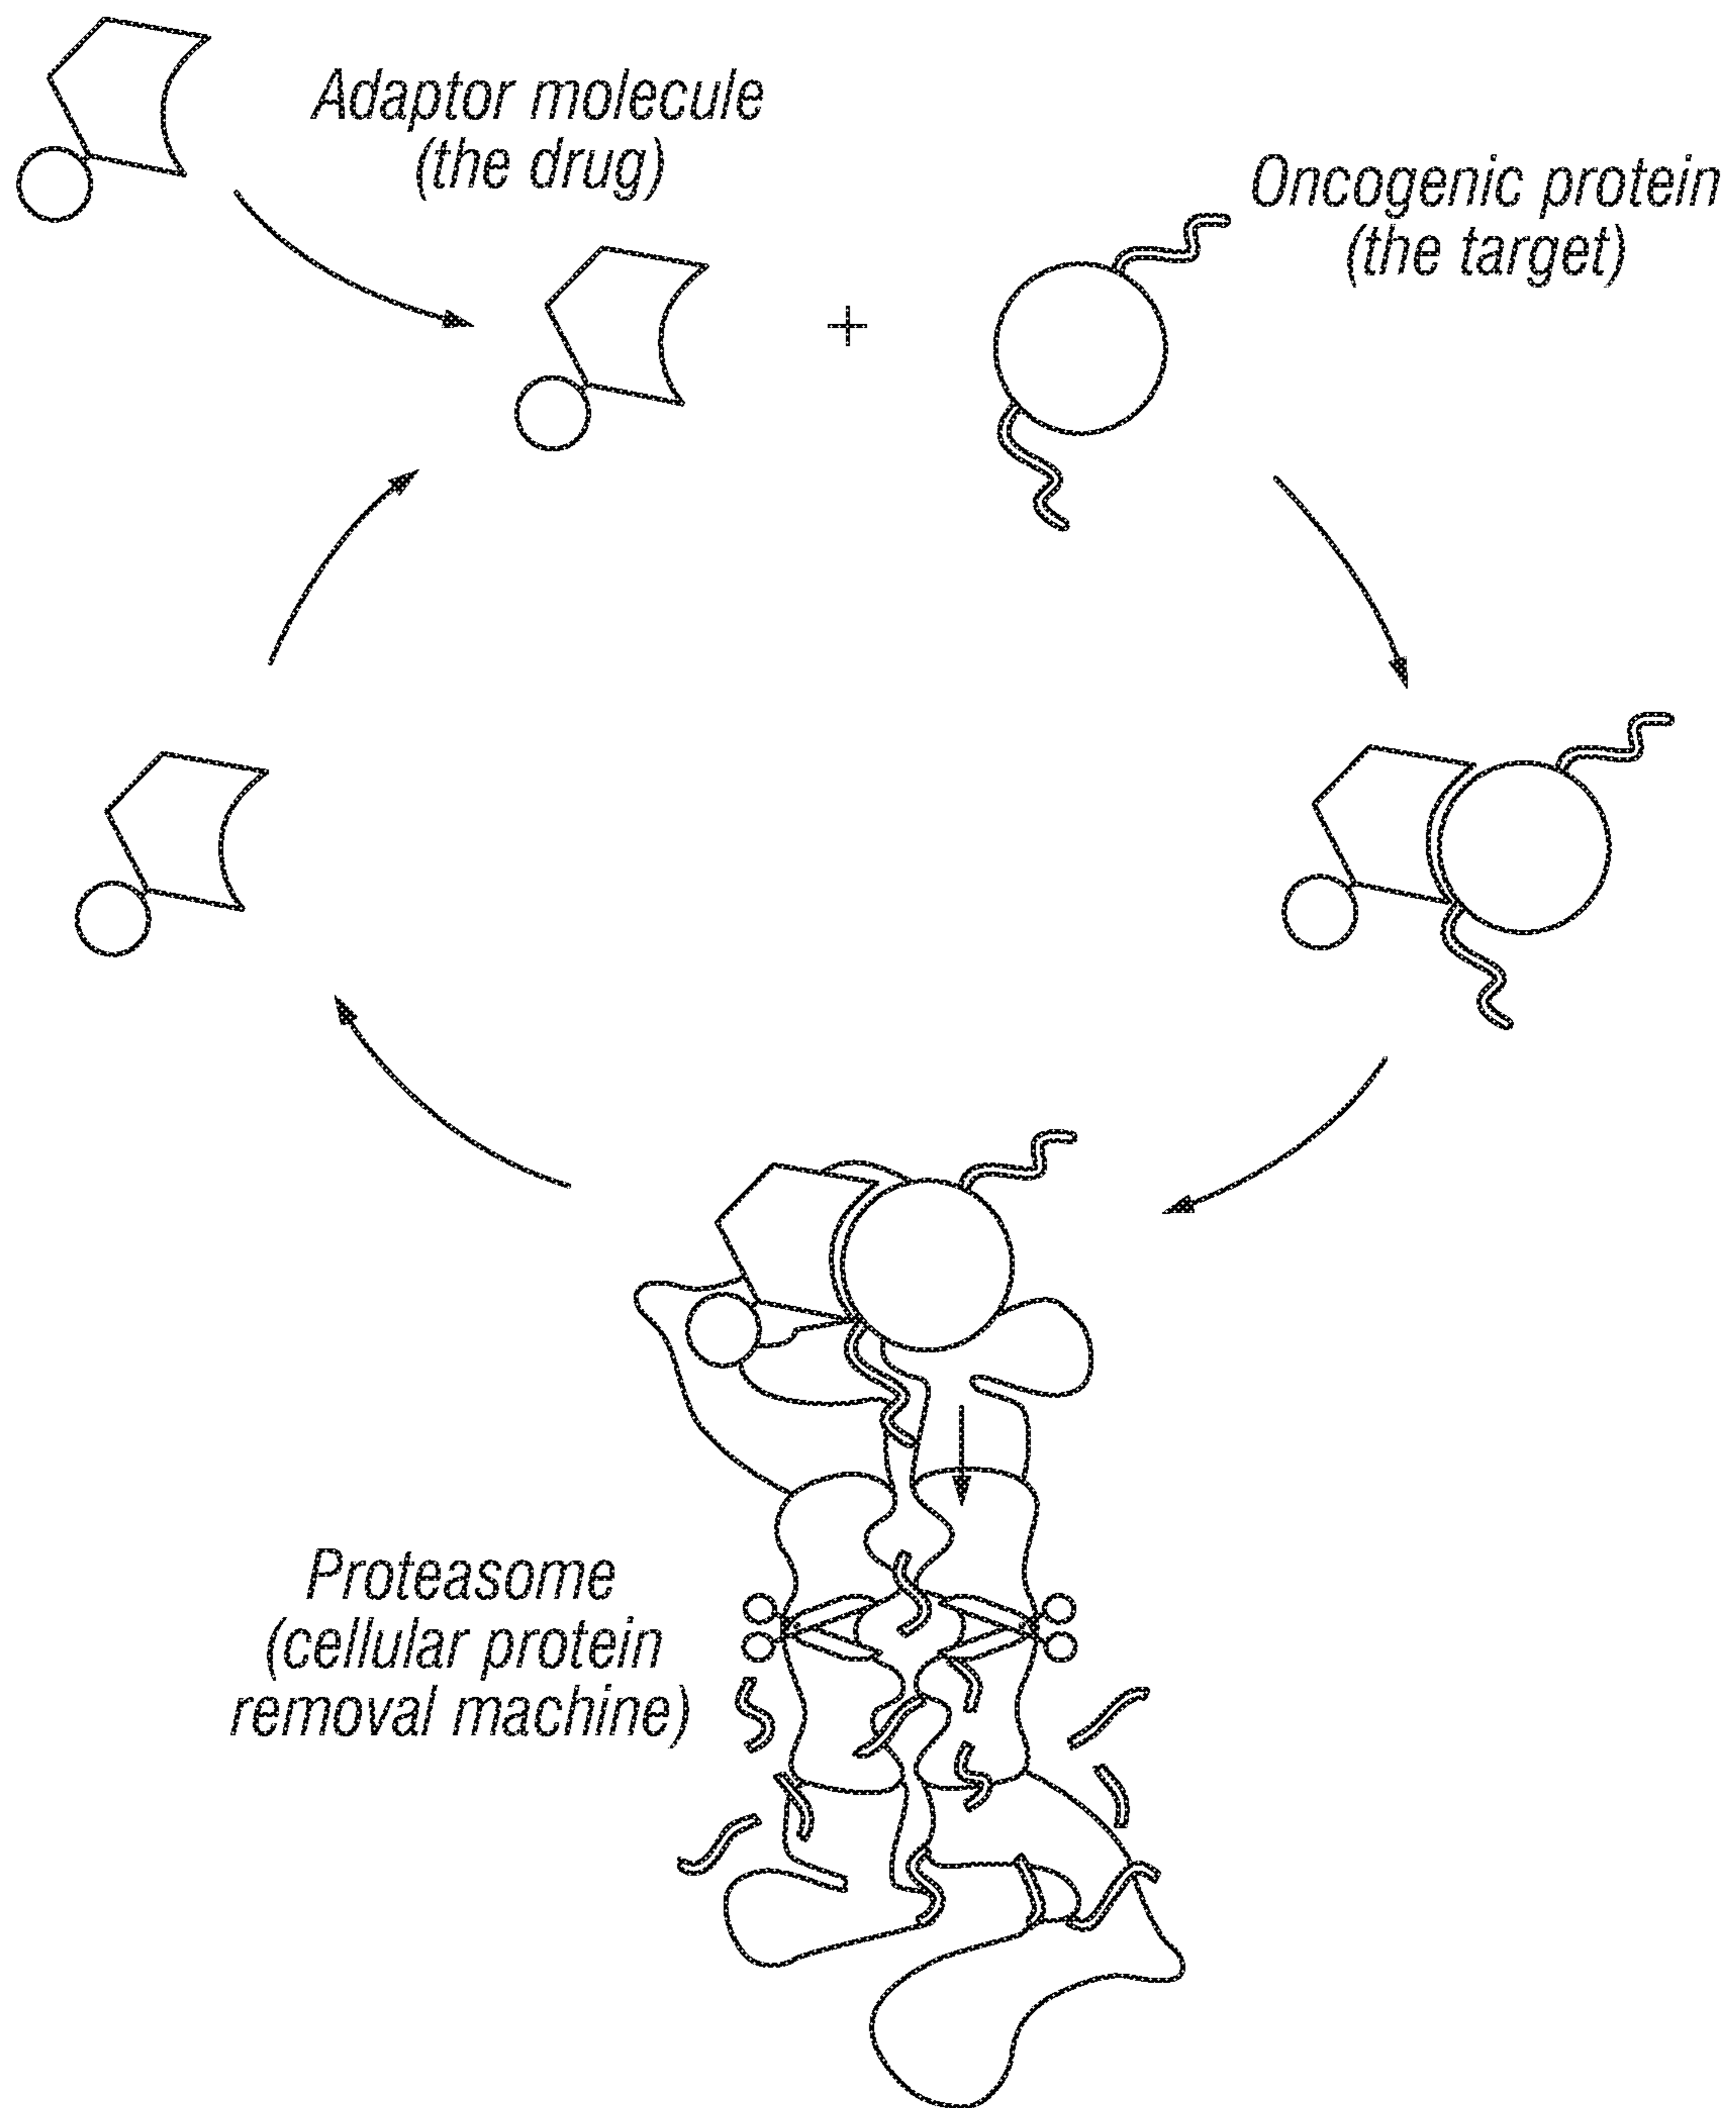 Adaptor molecule
(the drug)
Oncogenic protein
(the target)
+
Proteasome
(cellular protein
removal machine)